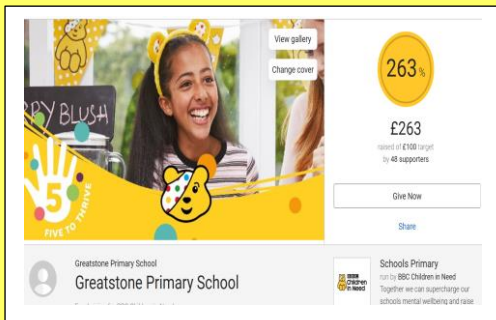 View gallery
Change cover
PY BLUSH
5
FIVE TO THRIVE
263 %
£263
raised of £100 target
by 48 supporters
Give Now
Share
Greatstone Primary School
Greatstone Primary School
BBC
Children
in Need
Schools Primary
run by BBC Children in Need
Together we can supercharge our
schools mental wellbeing and raise